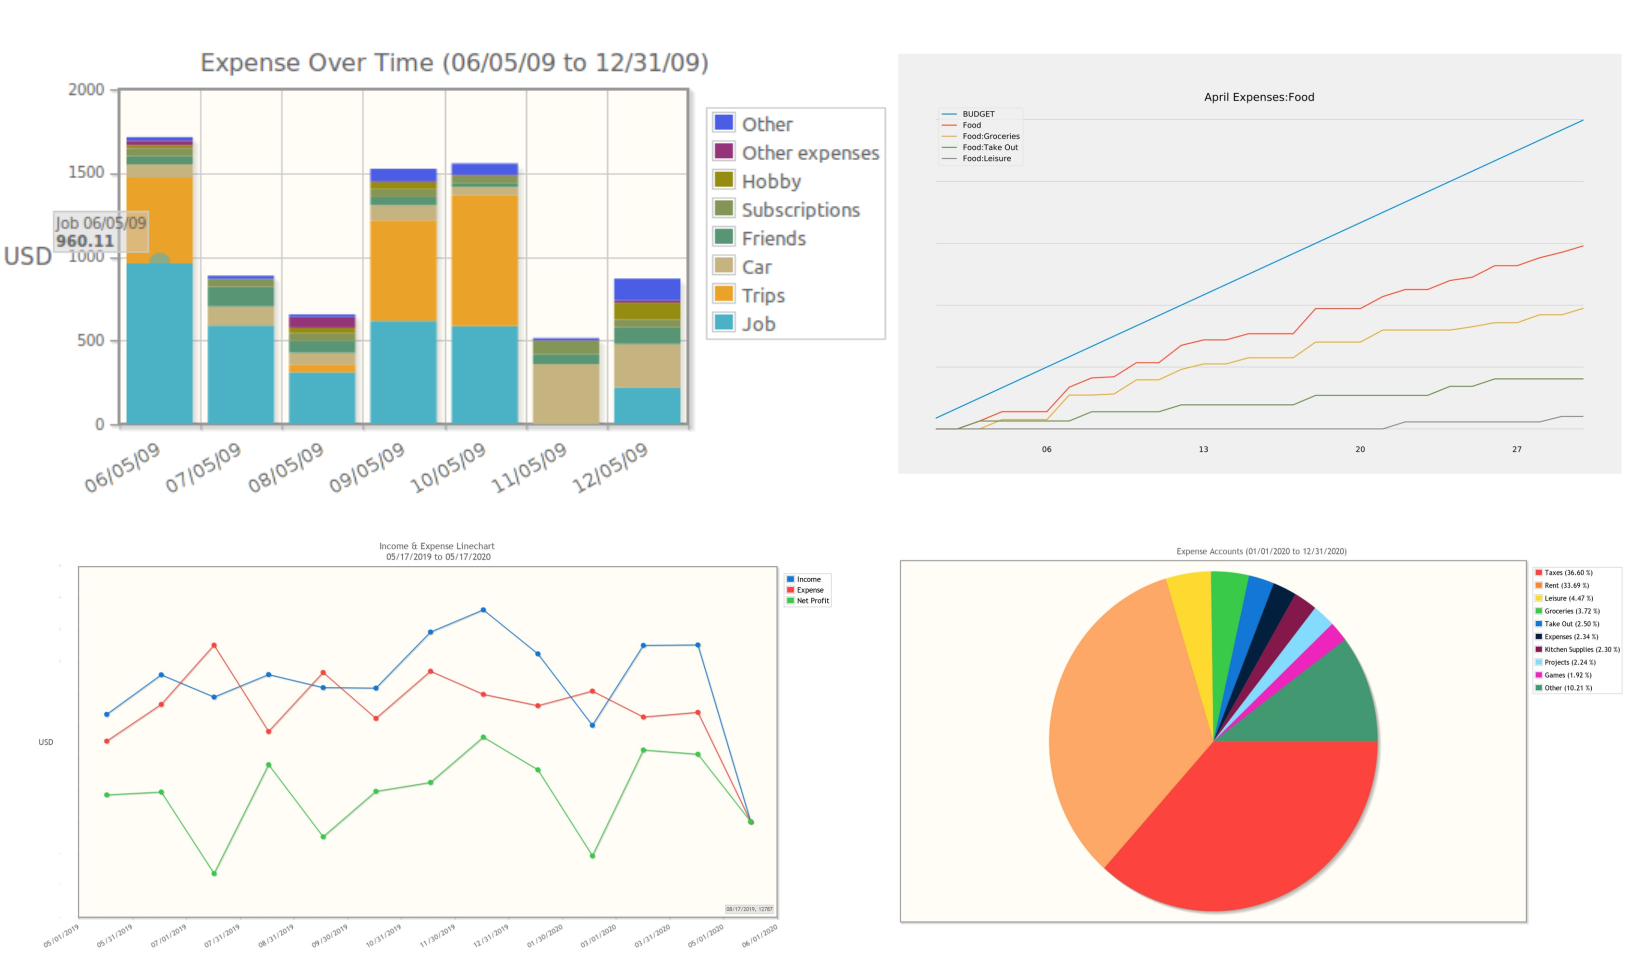 Expense Over Time (06/05/09 to 12/31/09)
2000
1500
1000
500
0
USD
Job 06/05/09
960.11
06/05/09
07/05/09
08/05/09
09/05/09
10/05/09
11/05/09
12/05/09
Other
Other expenses
Hobby
Subscriptions
Friends
Car
Trips
Job
April Expenses:Food
BUDGET
Food
Food:Groceries
Food:Take Out
Food:Leisure
06
13
20
27
Income & Expense Linechart
05/17/2019 to 05/17/2020
USD
Income
Expense
Net Profit
08/17/2019, 12787
05/01/2019
05/31/2019
07/01/2019
07/31/2019
08/31/2019
09/30/2019
10/31/2019
11/30/2019
12/31/2019
01/30/2020
03/01/2020
03/31/2020
05/01/2020
06/01/2020
Expense Accounts (01/01/2020 to 12/31/2020)
Taxes (36.60 %)
Rent (33.69 %)
Leisure (4.47 %)
Groceries (3.72 %)
Take Out (2.50 %)
Expenses (2.34 %)
Kitchen Supplies (2.30 %)
Projects (2.24 %)
Games (1.92 %)
Other (10.21 %)